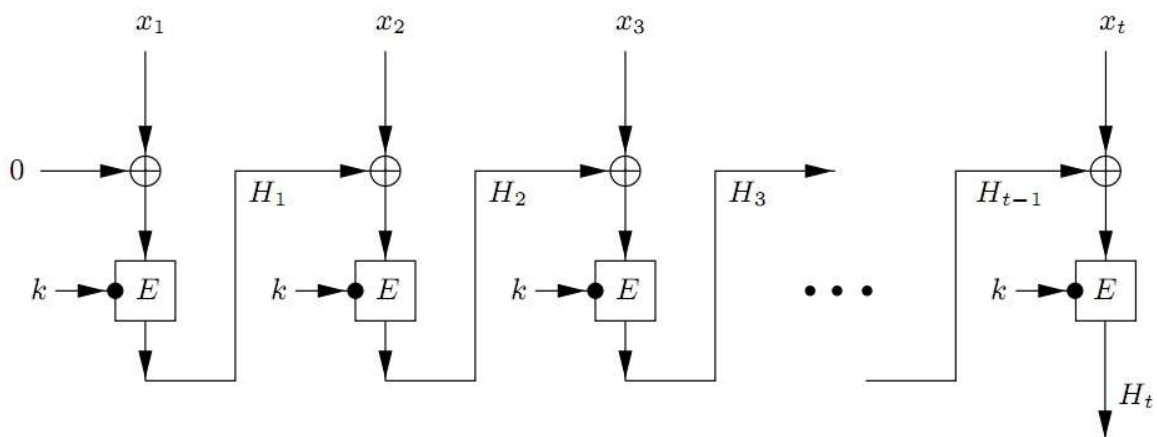 x₁ x₂ x₃ xₜ
0 H₁ H₂ H₃ Hₜ₋₁
k E k E k E k E
Hₜ